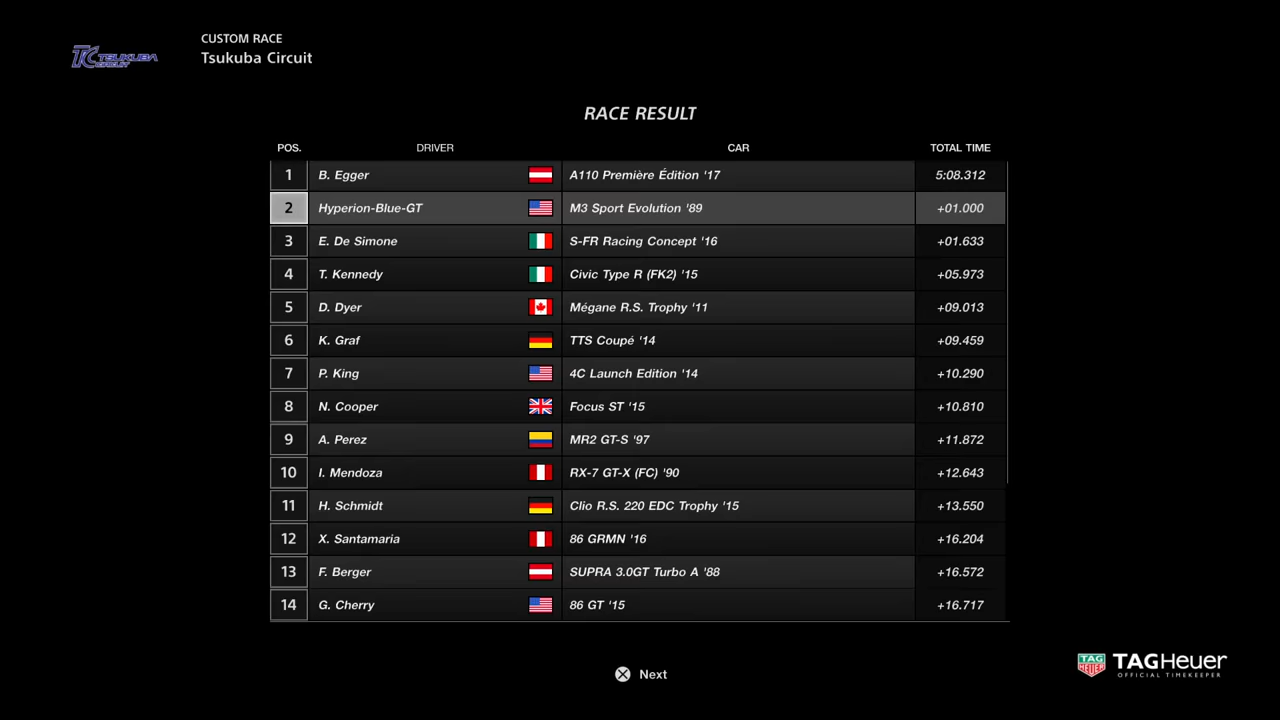 CUSTOM RACE
TC TSUKUBA CIRCUIT
Tsukuba Circuit
RACE RESULT
POS. DRIVER CAR TOTAL TIME
1 B. Egger A110 Première Édition '17 5:08.312
2 Hyperion-Blue-GT M3 Sport Evolution '89 +01.000
3 E. De Simone S-FR Racing Concept '16 +01.633
4 T. Kennedy Civic Type R (FK2) '15 +05.973
5 D. Dyer Mégane R.S. Trophy '11 +09.013
6 K. Graf TTS Coupé '14 +09.459
7 P. King 4C Launch Edition '14 +10.290
8 N. Cooper Focus ST '15 +10.810
9 A. Perez MR2 GT-S '97 +11.872
10 I. Mendoza RX-7 GT-X (FC) '90 +12.643
11 H. Schmidt Clio R.S. 220 EDC Trophy '15 +13.550
12 X. Santamaria 86 GRMN '16 +16.204
13 F. Berger SUPRA 3.0GT Turbo A '88 +16.572
14 G. Cherry 86 GT '15 +16.717
Next
TAG HEUER TAGHeuer
OFFICIAL TIMEKEEPER